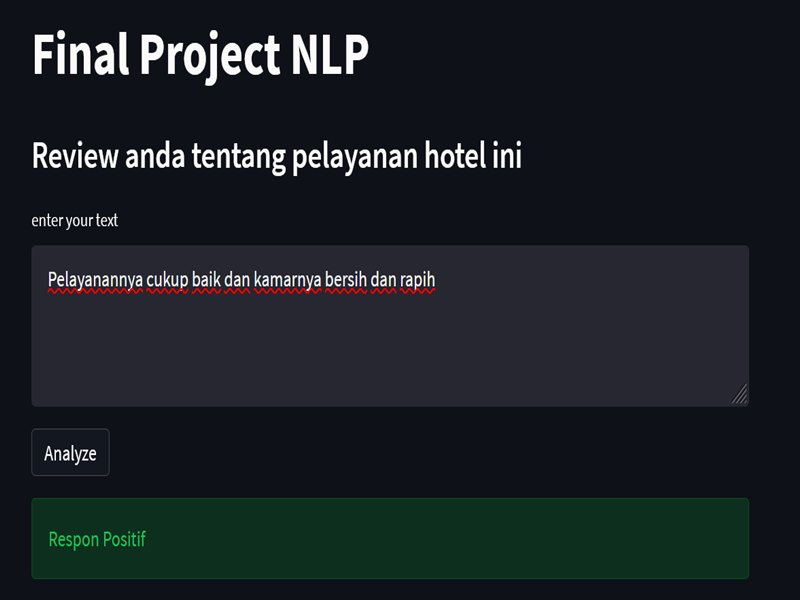 Final Project NLP
Review anda tentang pelayanan hotel ini
enter your text
Pelayanannya cukup baik dan kamarnya bersih dan rapih
Analyze
Respon Positif